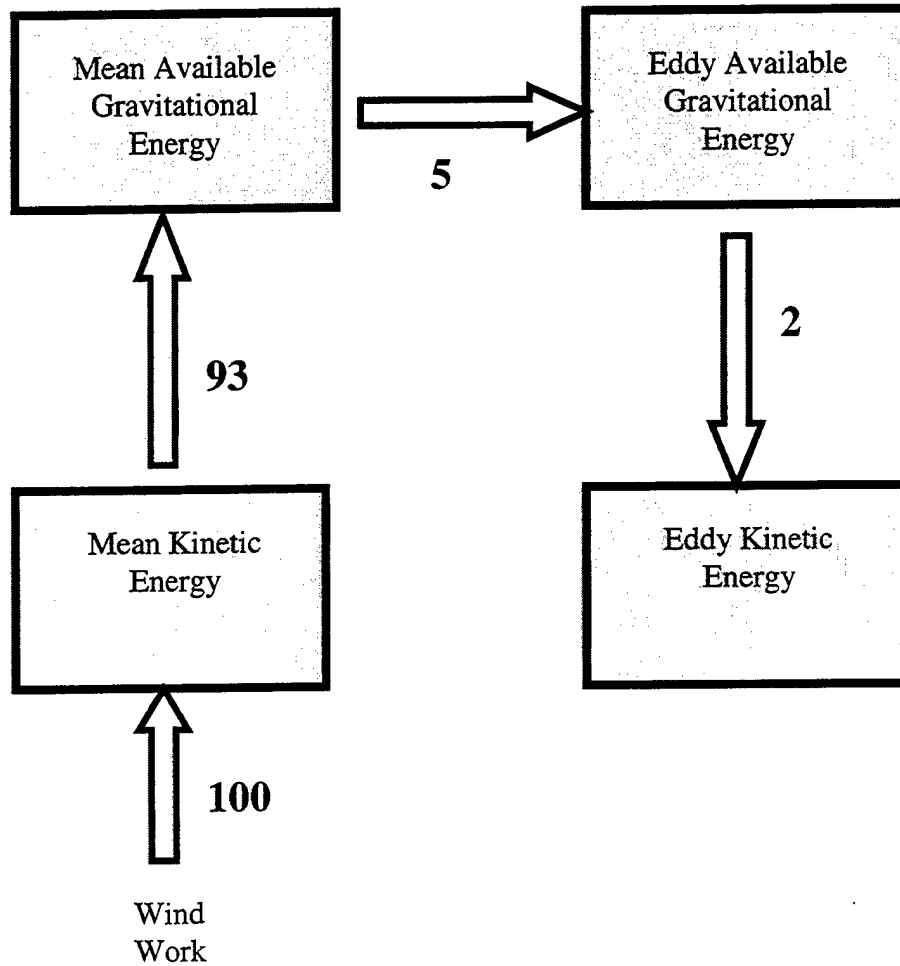 Mean Available
Gravitational
Energy
5
Eddy Available
Gravitational
Energy
93
2
Mean Kinetic
Energy
Eddy Kinetic
Energy
100
Wind
Work